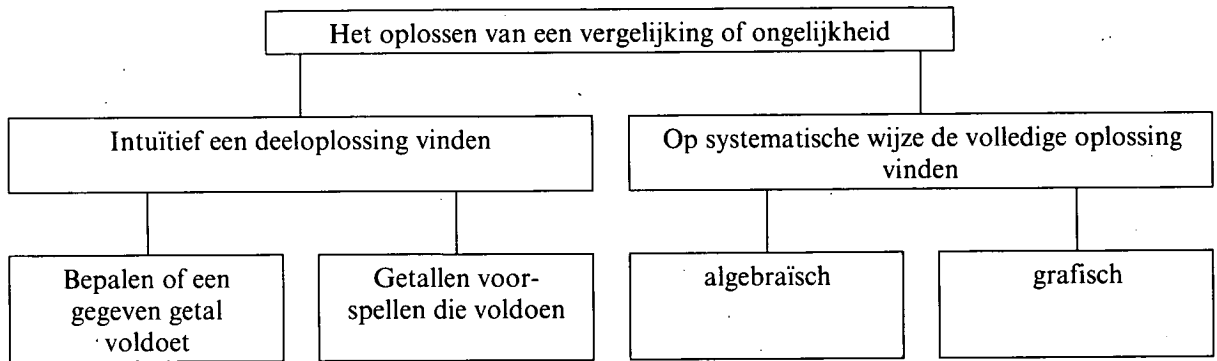 Het oplossen van een vergelijking of ongelijkheid
Intuïtief een deeloplossing vinden
Op systematische wijze de volledige oplossing
vinden
Bepalen of een
gegeven getal
voldoet
Getallen voor-
spellen die voldoen
algebraïsch
grafisch